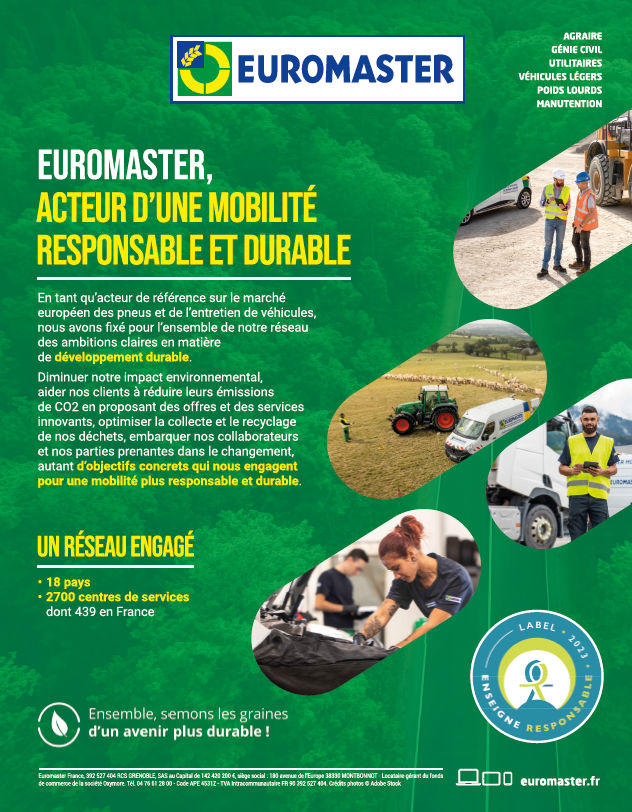 EUROMASTER
AGRAIRE
GÉNIE CIVIL
UTILITAIRES
VÉHICULES LÉGERS
POIDS LOURDS
MANUTENTION
EUROMASTER,
ACTEUR D'UNE MOBILITÉ
RESPONSABLE ET DURABLE
En tant qu'acteur de référence sur le marché
européen des pneus et de l'entretien de véhicules,
nous avons fixé pour l'ensemble de notre réseau
des ambitions claires en matière
de développement durable.
Diminuer notre impact environnemental,
aider nos clients à réduire leurs émissions
de CO2 en proposant des offres et des services
innovants, optimiser la collecte et le recyclage
de nos déchets, embarquer nos collaborateurs
et nos parties prenantes dans le changement,
autant d'objectifs concrets qui nous engagent
pour une mobilité plus responsable et durable.
UN RÉSEAU ENGAGÉ
• 18 pays
• 2700 centres de services
dont 439 en France
LABEL • 2023 •
ENSEIGNE RESPONSABLE
Ensemble, semons les graines
d'un avenir plus durable !
Euromaster France, 392 527 404 RCS GRENOBLE, SAS au Capital de 142 420 200 €, siège social : 180 avenue de l'Europe 38330 MONTBONNOT - Locataire-gérant du fonds
de commerce de la société Oxymore. Tél. 04 76 61 28 00 - Code APE 4531Z - TVA Intracommunautaire FR 90 392 527 404. Crédits photos © Adobe Stock
euromaster.fr